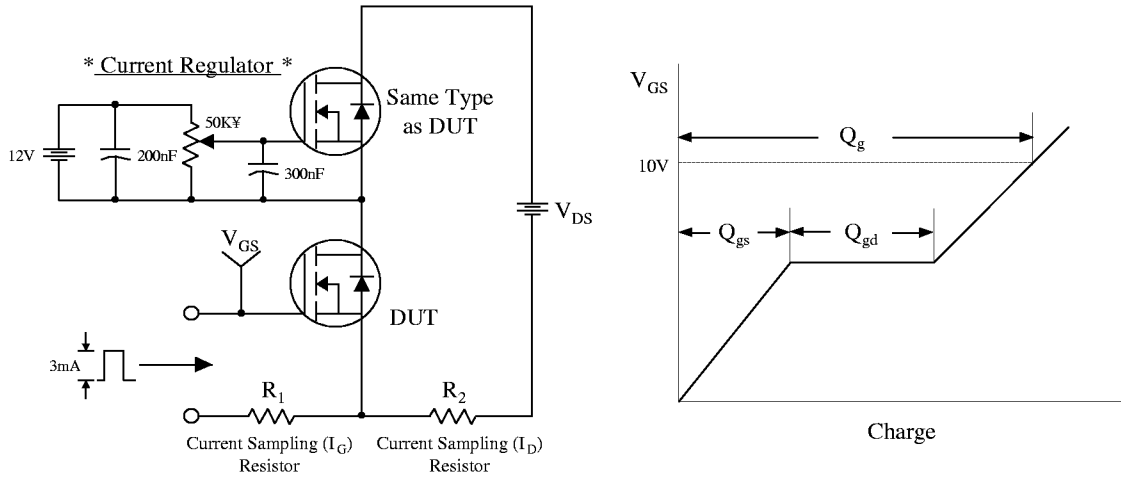 * Current Regulator *
12V
200nF
50K¥
300nF
Same Type
as DUT
V_DS
V_GS
DUT
3mA
R_1
R_2
Current Sampling (I_G)
Resistor
Current Sampling (I_D)
Resistor
V_GS
Q_g
10V
Q_gs
Q_gd
Charge